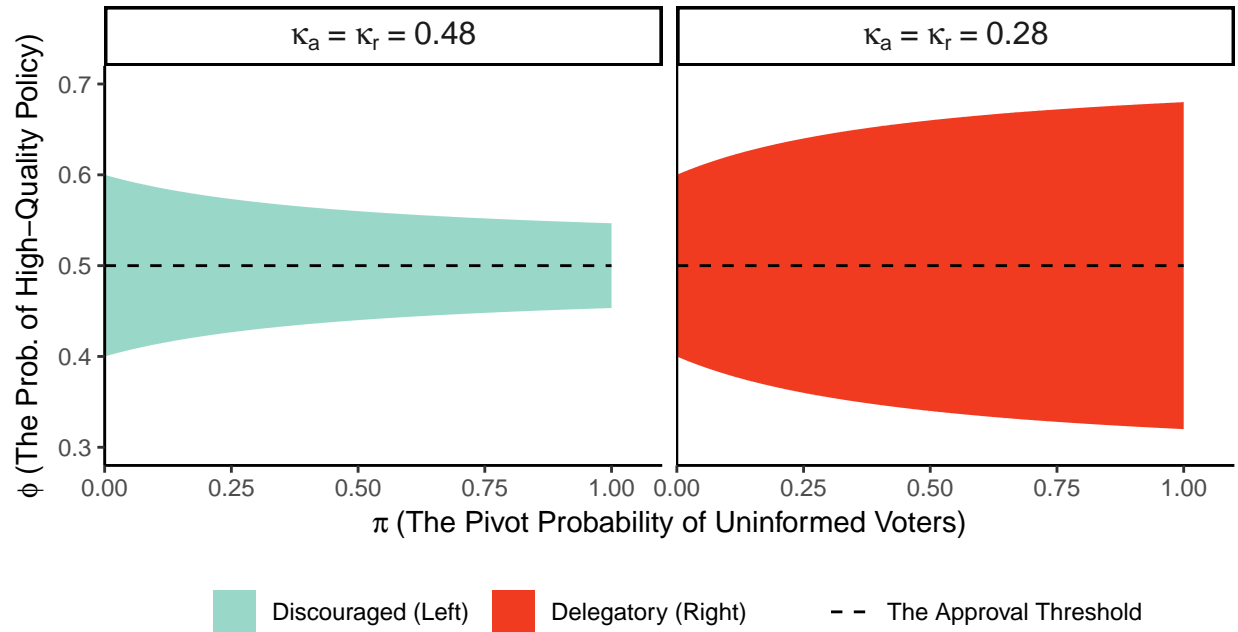 κa = κr = 0.48
κa = κr = 0.28
ϕ (The Prob. of High−Quality Policy)
0.7
0.6
0.5
0.4
0.3
0.00 0.25 0.50 0.75 1.00 0.00 0.25 0.50 0.75 1.00
π (The Pivot Probability of Uninformed Voters)
Discouraged (Left) Delegatory (Right) The Approval Threshold